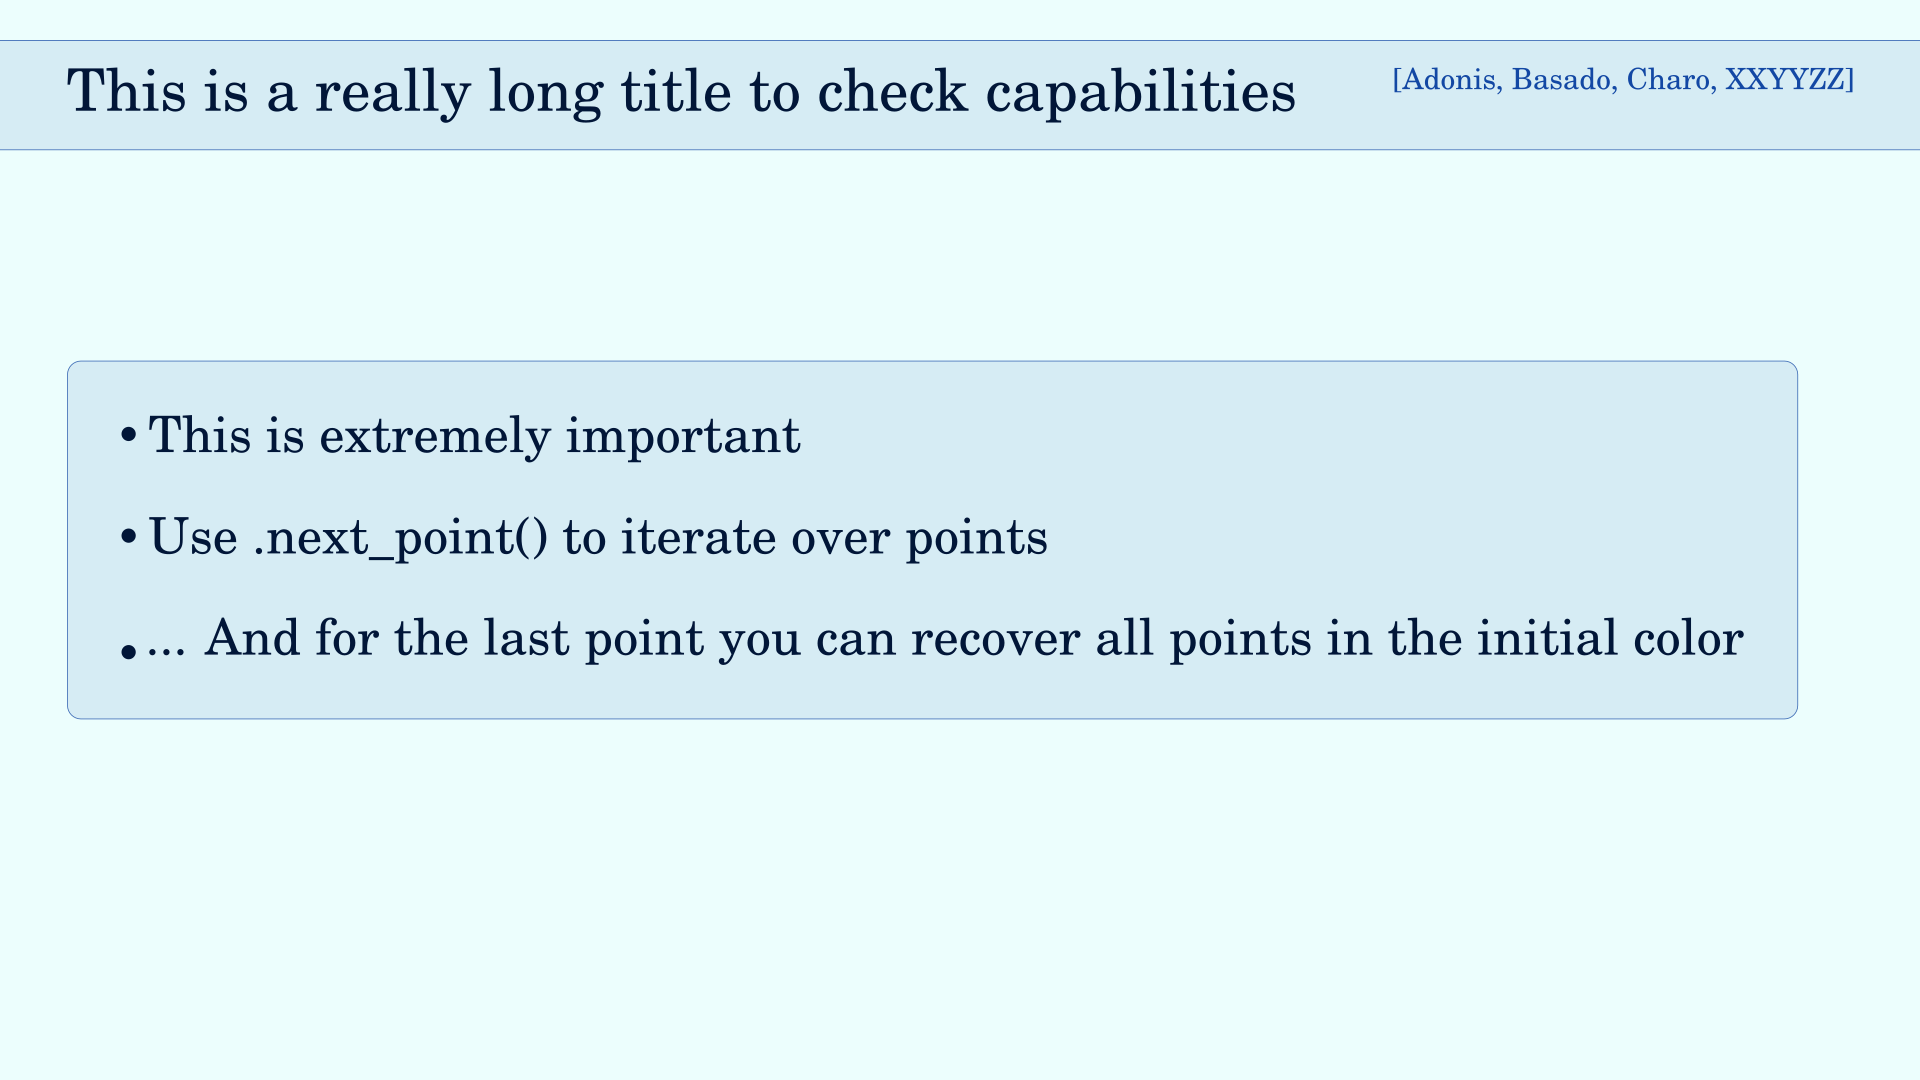 This is a really long title to check capabilities
[Adonis, Basado, Charo, XXYYZZ]
• This is extremely important
• Use .next_point() to iterate over points
• ... And for the last point you can recover all points in the initial color